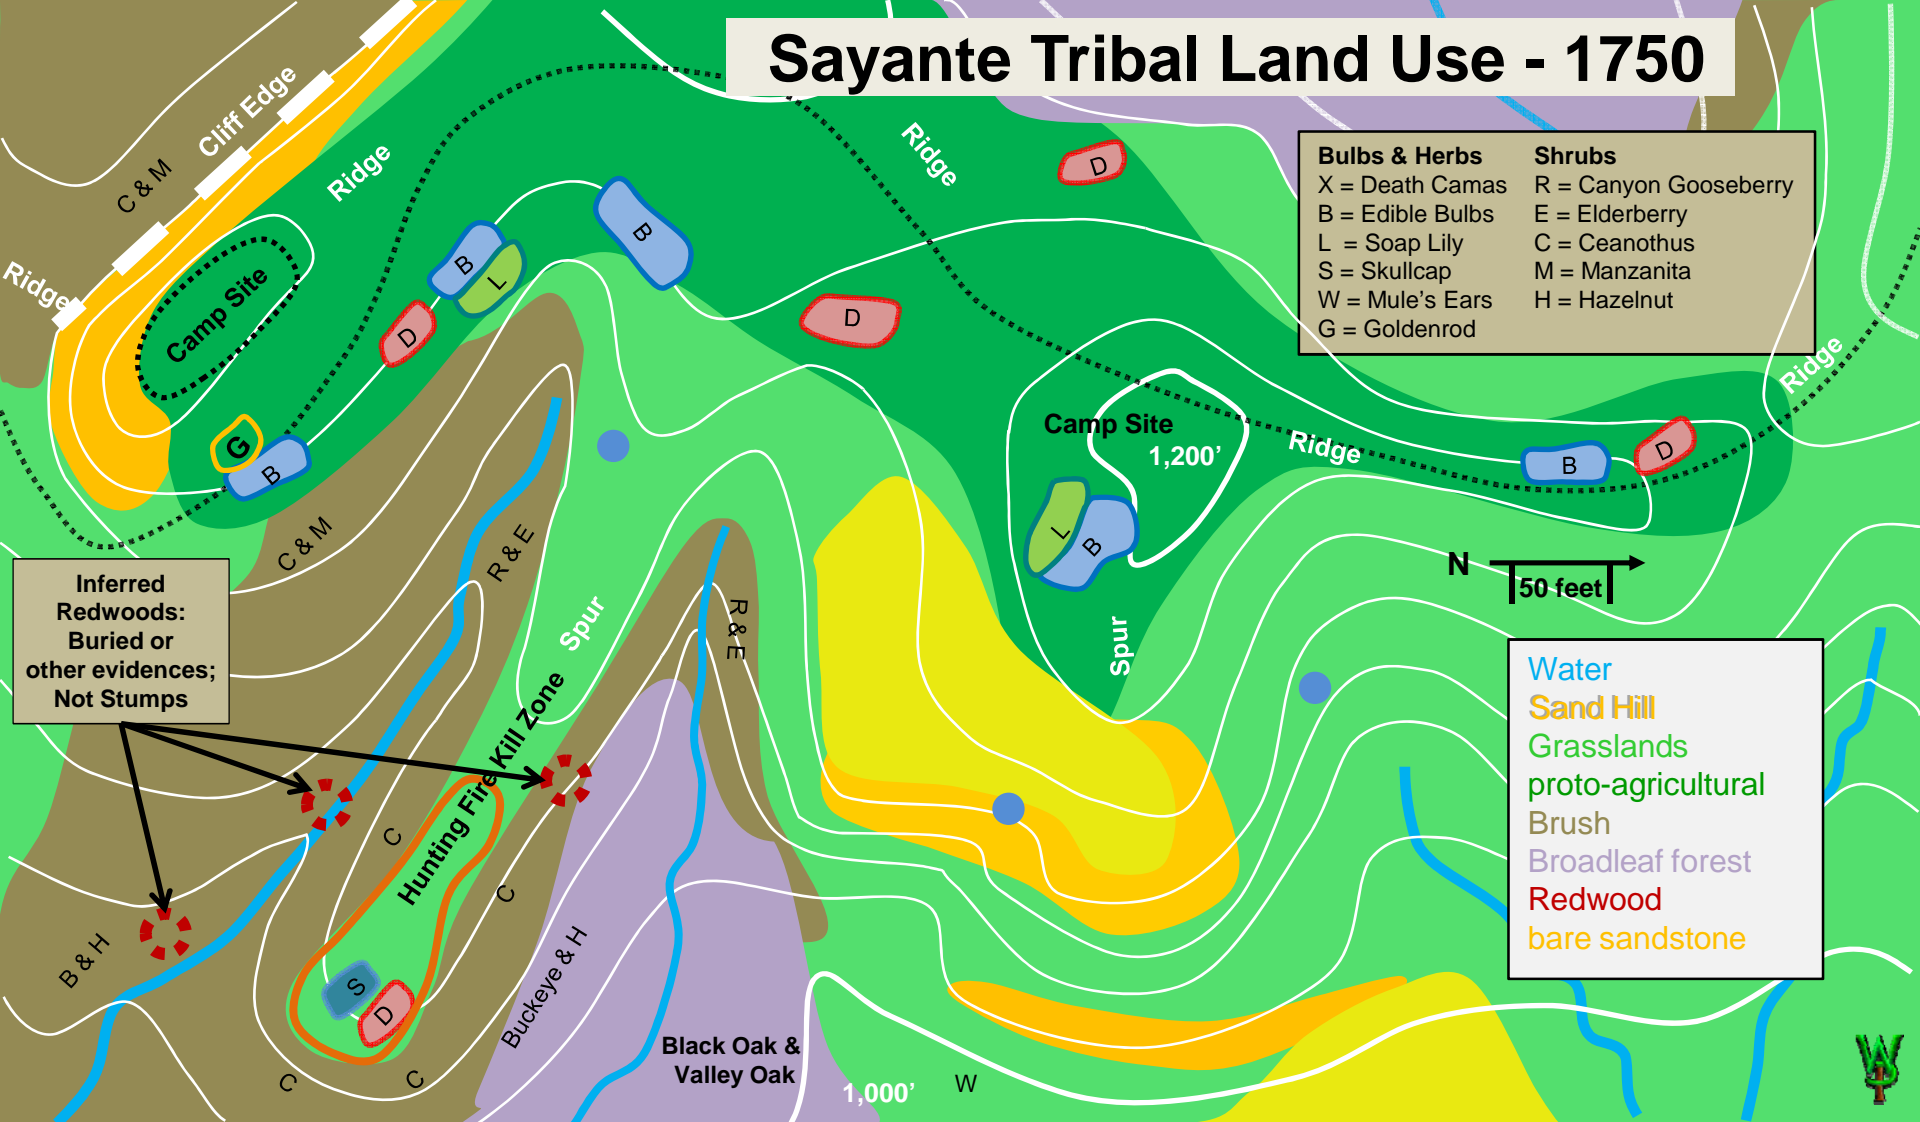 Sayante Tribal Land Use - 1750
Cliff Edge
Ridge
Ridge
Ridge
C & M
Camp Site
D
B
B
L
D
D
G
B
Bulbs & Herbs
X = Death Camas
B = Edible Bulbs
L = Soap Lily
S = Skullcap
W = Mule's Ears
G = Goldenrod
Shrubs
R = Canyon Gooseberry
E = Elderberry
C = Ceanothus
M = Manzanita
H = Hazelnut
Ridge
Camp Site
1,200'
Ridge
B
D
L
B
C & M
R & E
N
50 feet
Inferred
Redwoods:
Buried or
other evidences;
Not Stumps
Spur
R & E
Spur
Hunting Fire Kill Zone
Water
Sand Hill
Grasslands
proto-agricultural
Brush
Broadleaf forest
Redwood
bare sandstone
C
C
B & H
S
D
Buckeye & H
C
C
Black Oak &
Valley Oak
1,000'
W